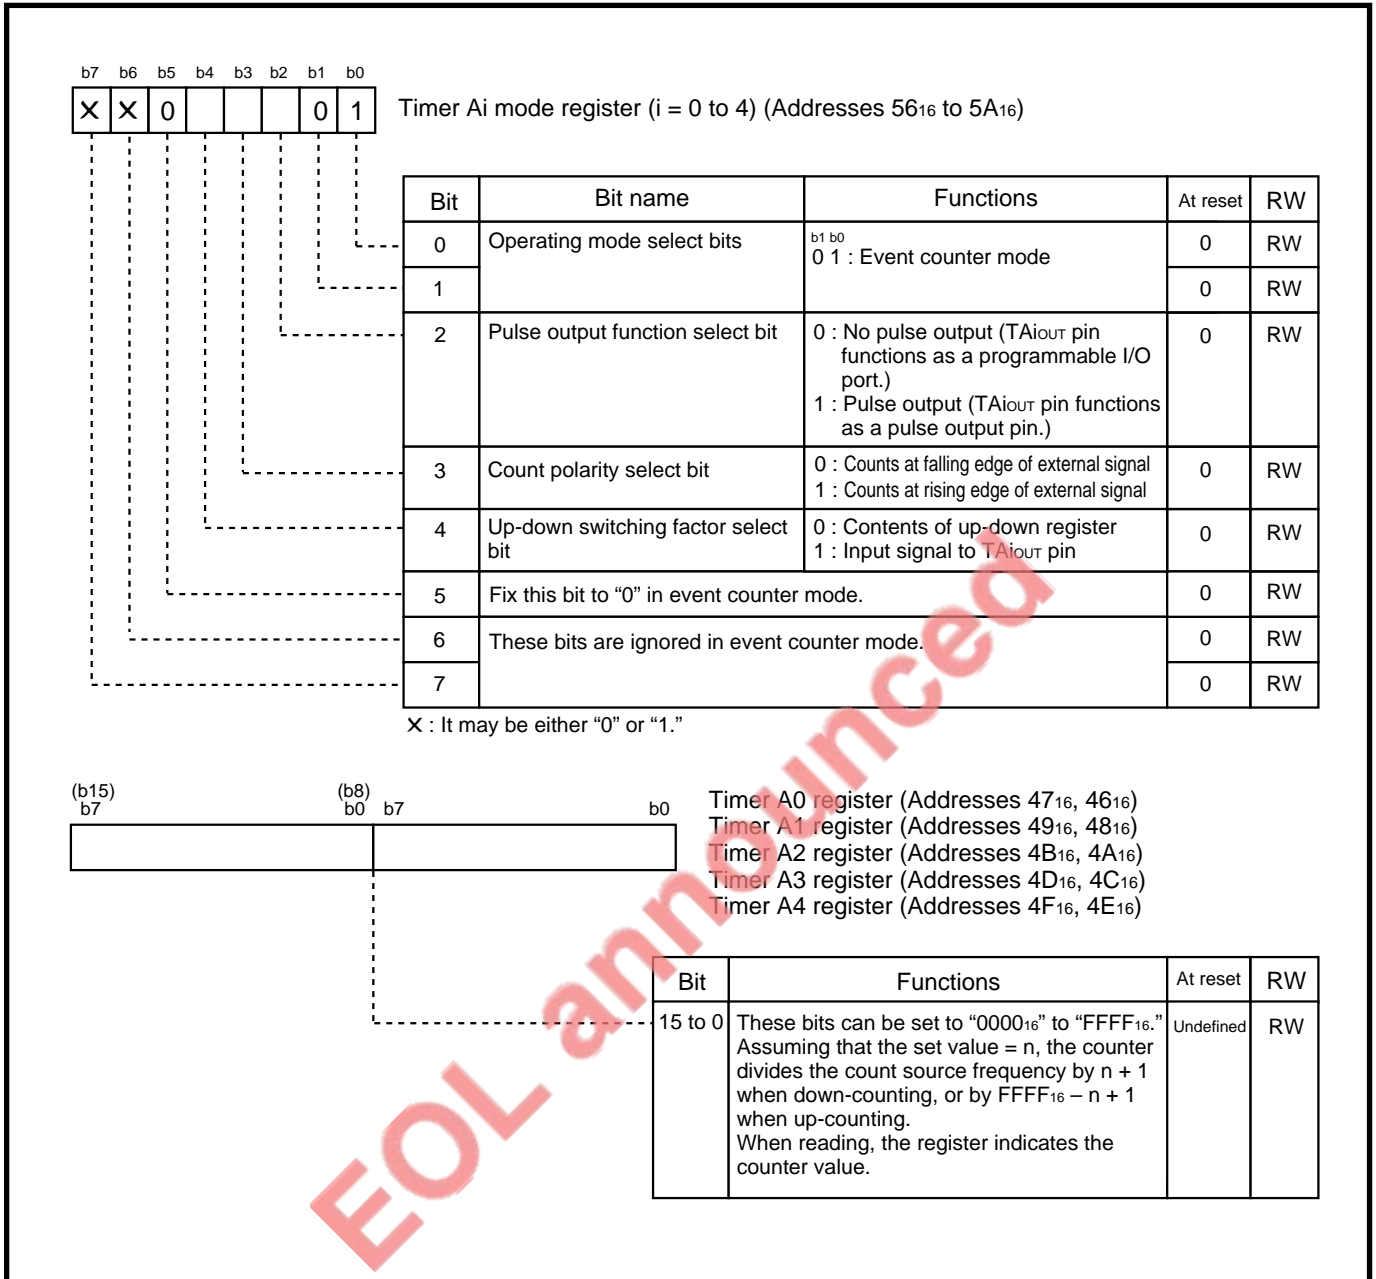 b7 b6 b5 b4 b3 b2 b1 b0
✕ ✕ 0 0 1
Timer Ai mode register (i = 0 to 4) (Addresses 56₁₆ to 5A₁₆)
Bit Bit name Functions At reset RW
0 Operating mode select bits b1 b0 0 RW
0 1 : Event counter mode
1 0 RW
2 Pulse output function select bit 0 : No pulse output (TAiOUT pin 0 RW
functions as a programmable I/O
port.)
1 : Pulse output (TAiOUT pin functions
as a pulse output pin.)
3 Count polarity select bit 0 : Counts at falling edge of external signal 0 RW
1 : Counts at rising edge of external signal
4 Up-down switching factor select 0 : Contents of up-down register 0 RW
bit 1 : Input signal to TAiOUT pin
5 Fix this bit to “0” in event counter mode. 0 RW
6 These bits are ignored in event counter mode. 0 RW
7 0 RW
✕ : It may be either “0” or “1.”
(b15) (b8)
b7 b0 b7 b0
Timer A0 register (Addresses 47₁₆, 46₁₆)
Timer A1 register (Addresses 49₁₆, 48₁₆)
Timer A2 register (Addresses 4B₁₆, 4A₁₆)
Timer A3 register (Addresses 4D₁₆, 4C₁₆)
Timer A4 register (Addresses 4F₁₆, 4E₁₆)
Bit Functions At reset RW
15 to 0 These bits can be set to “0000₁₆” to “FFFF₁₆.” Undefined RW
Assuming that the set value = n, the counter
divides the count source frequency by n + 1
when down-counting, or by FFFF₁₆ – n + 1
when up-counting.
When reading, the register indicates the
counter value.
EOL announced